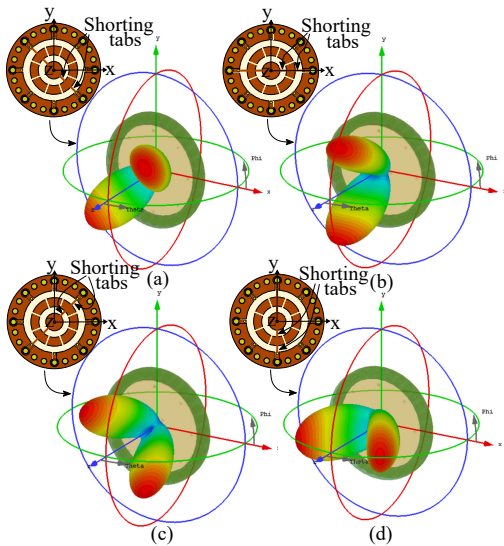 y
Shorting
tabs
Z
x
y
Phi
x
z
Theta
(a)
y
Shorting
tabs
Z
x
y
Phi
x
z
Theta
(b)
y
Shorting
tabs
Z
x
y
Phi
Theta
(c)
y
Shorting
tabs
Z
x
y
Phi
x
z
Theta
(d)